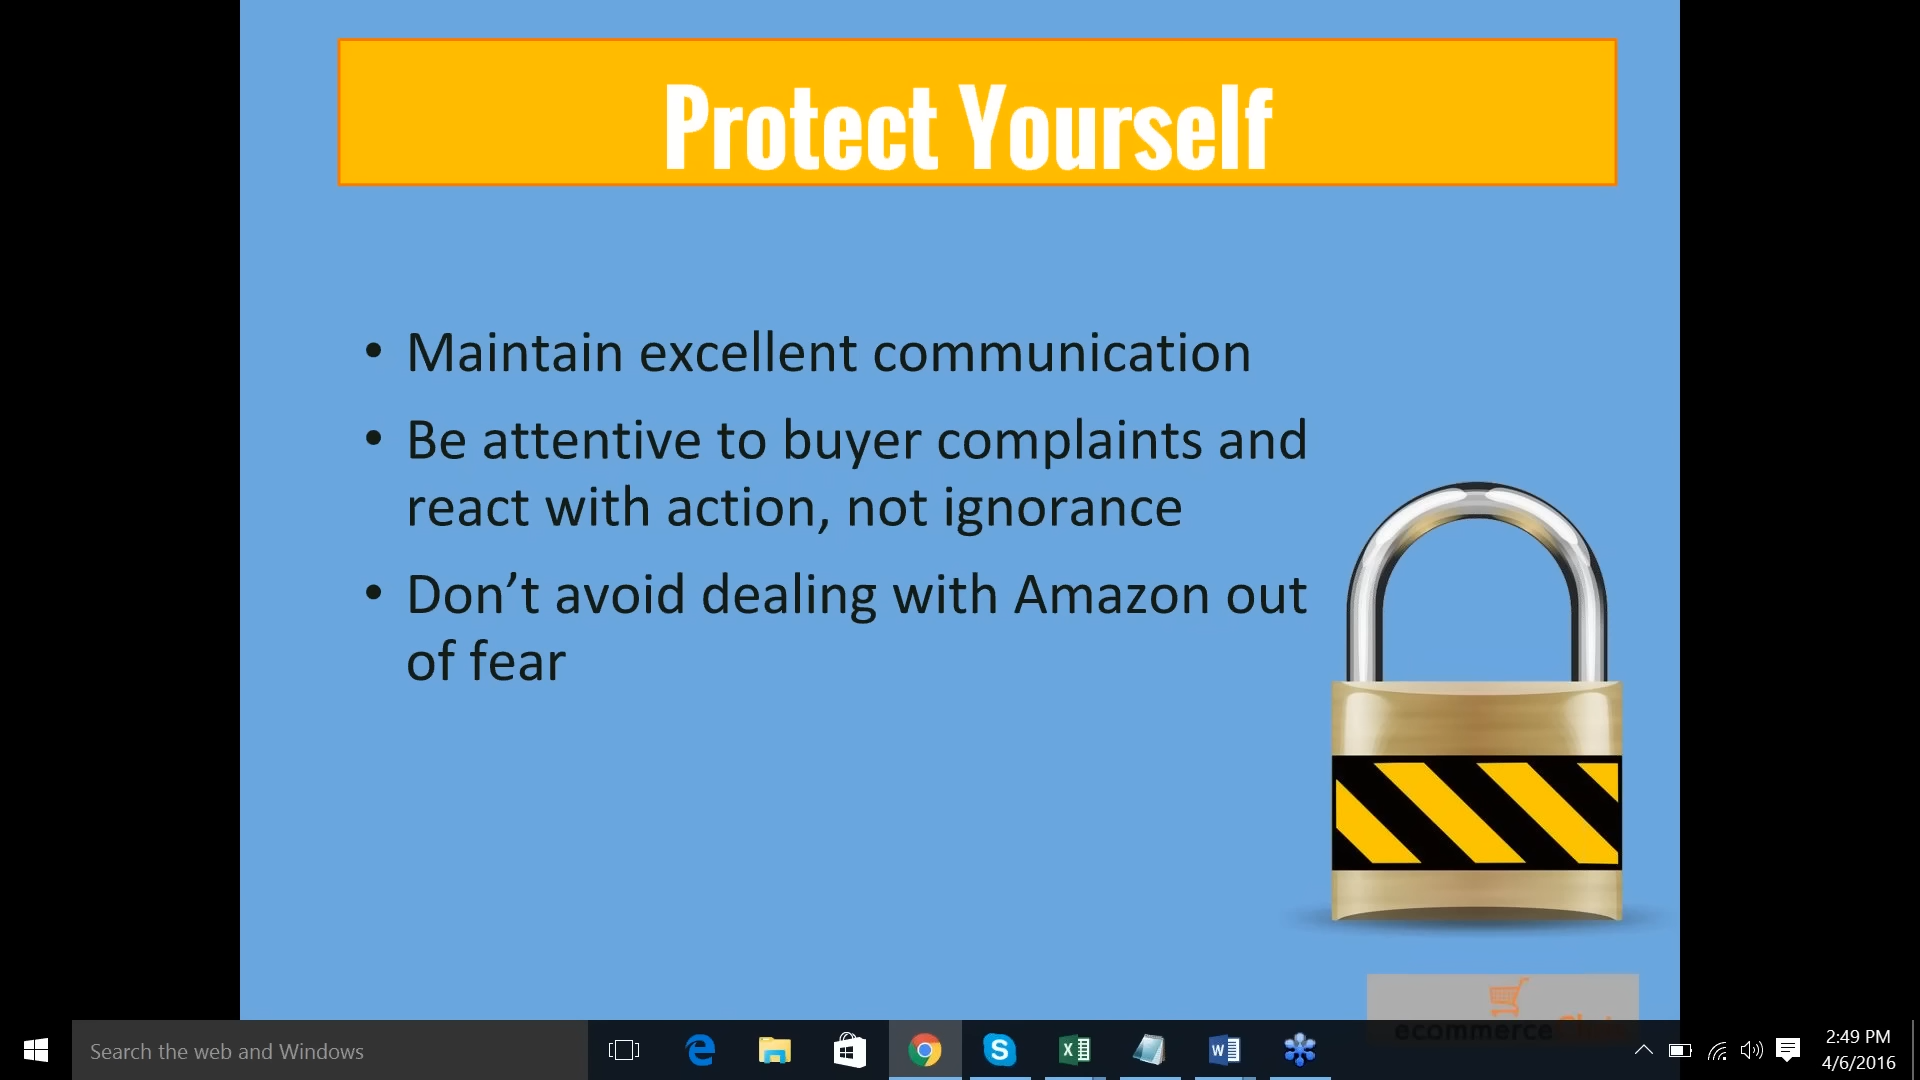 Protect Yourself
• Maintain excellent communication
• Be attentive to buyer complaints and
react with action, not ignorance
• Don’t avoid dealing with Amazon out
of fear
ecommerce
Search the web and Windows
2:49 PM
4/6/2016